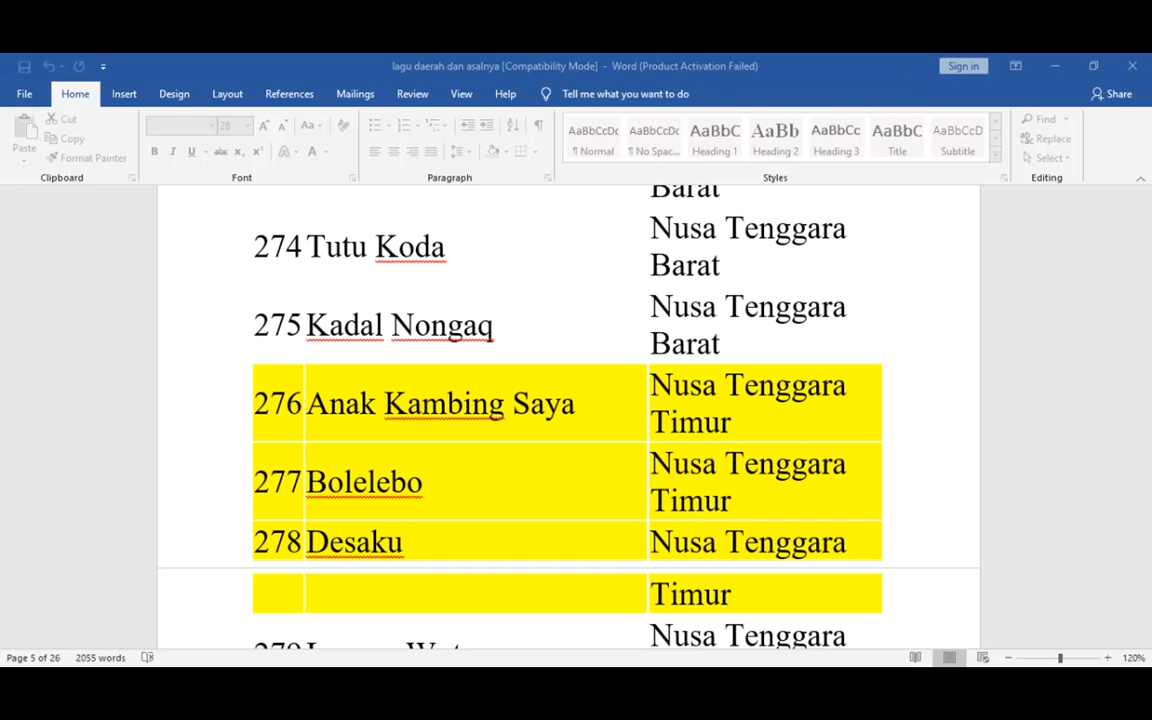 lagu daerah dan asalnya [Compatibility Mode] - Word (Product Activation Failed)
Sign in
File Home Insert Design Layout References Mailings Review View Help Tell me what you want to do Share
Paste
Cut
Copy
Format Painter
28
Aa
B I U abc x, x² A A
AaBbCcDc AaBbCcDc AaBbC AaBb AaBbCc AaBbC AaBbCcD
¶ Normal ¶ No Spac... Heading 1 Heading 2 Heading 3 Title Subtitle
Find
Replace
Select
Clipboard Font Paragraph Styles Editing
Barat
274 Tutu Koda Nusa Tenggara
Barat
275 Kadal Nongaq Nusa Tenggara
Barat
276 Anak Kambing Saya Nusa Tenggara
Timur
277 Bolelebo Nusa Tenggara
Timur
278 Desaku Nusa Tenggara
Timur
Nusa Tenggara
Page 5 of 26 2055 words 120%